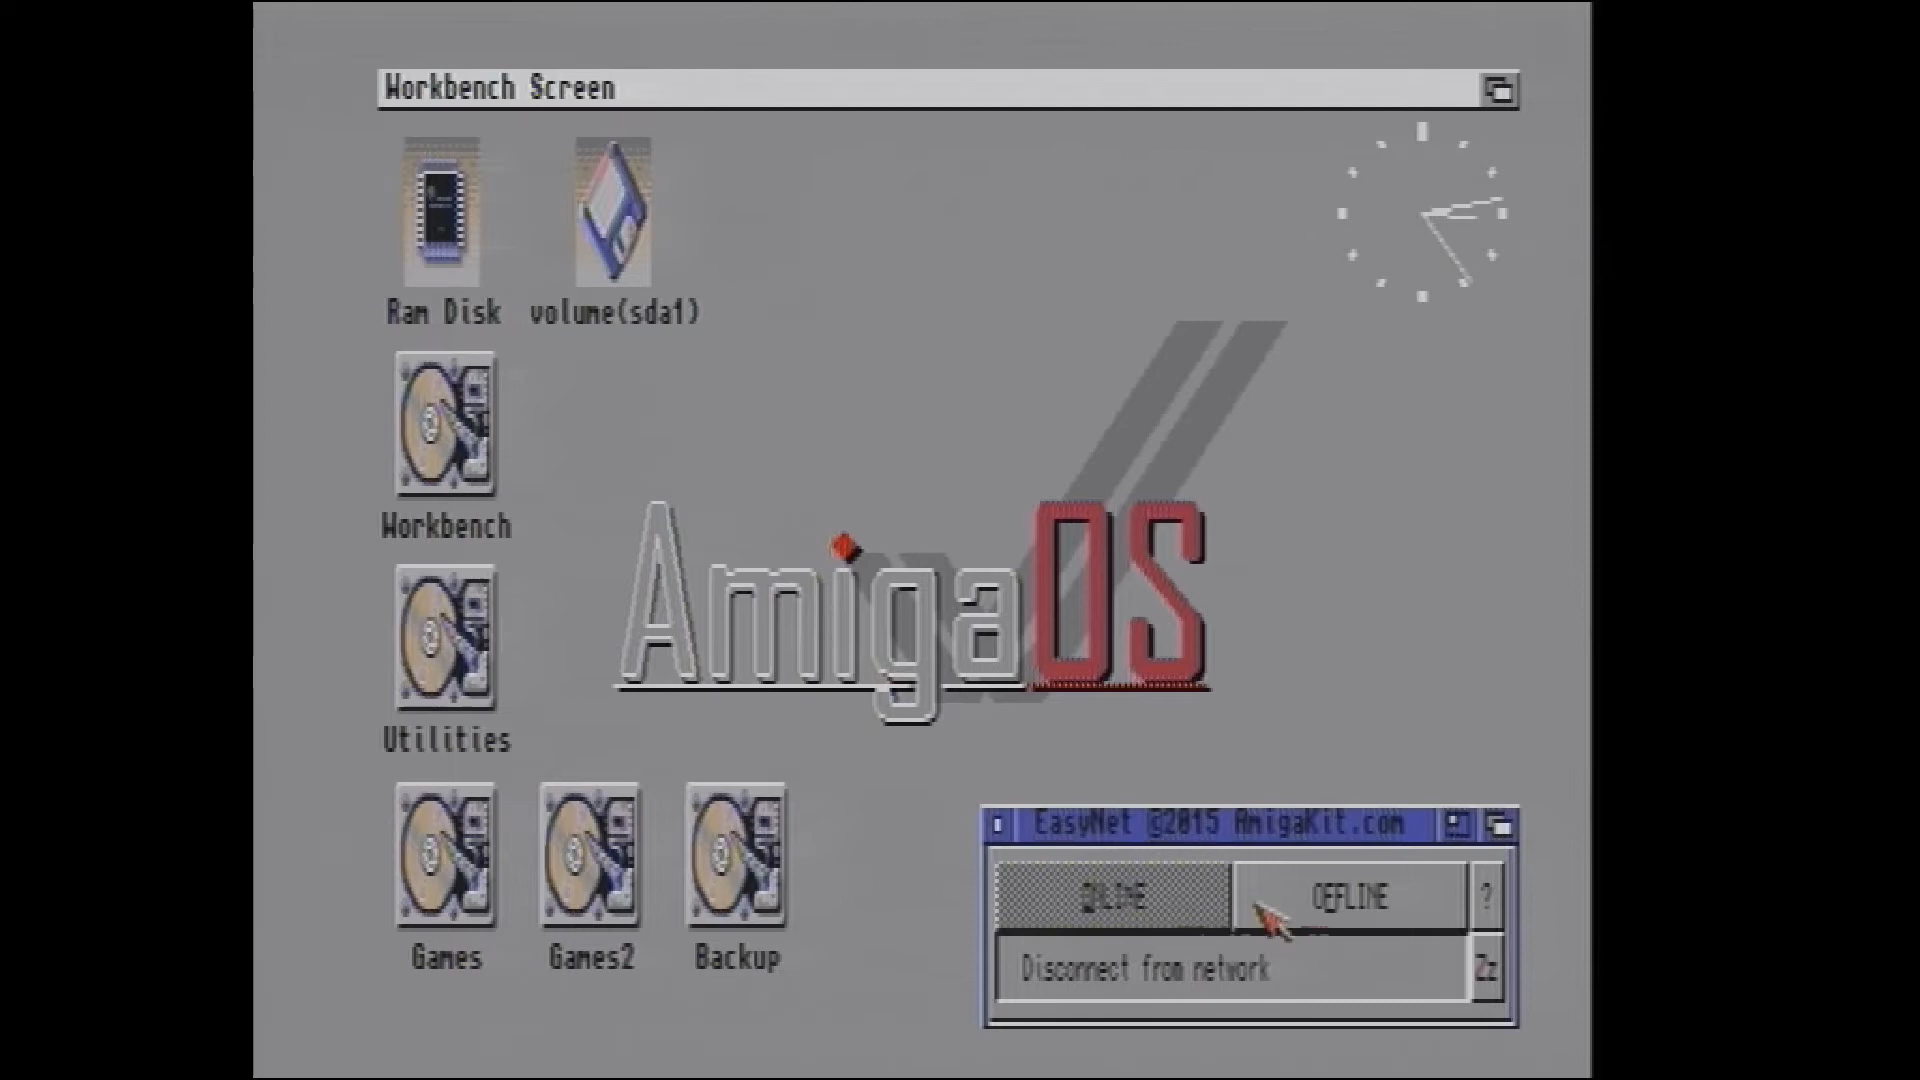 Workbench Screen
Ram Disk
volume(sda1)
Workbench
AmigaOS
Utilities
Games
Games2
Backup
EasyNet ©2015 AmigaKit.com
ONLINE
OFFLINE
?
Disconnect from network
Zz